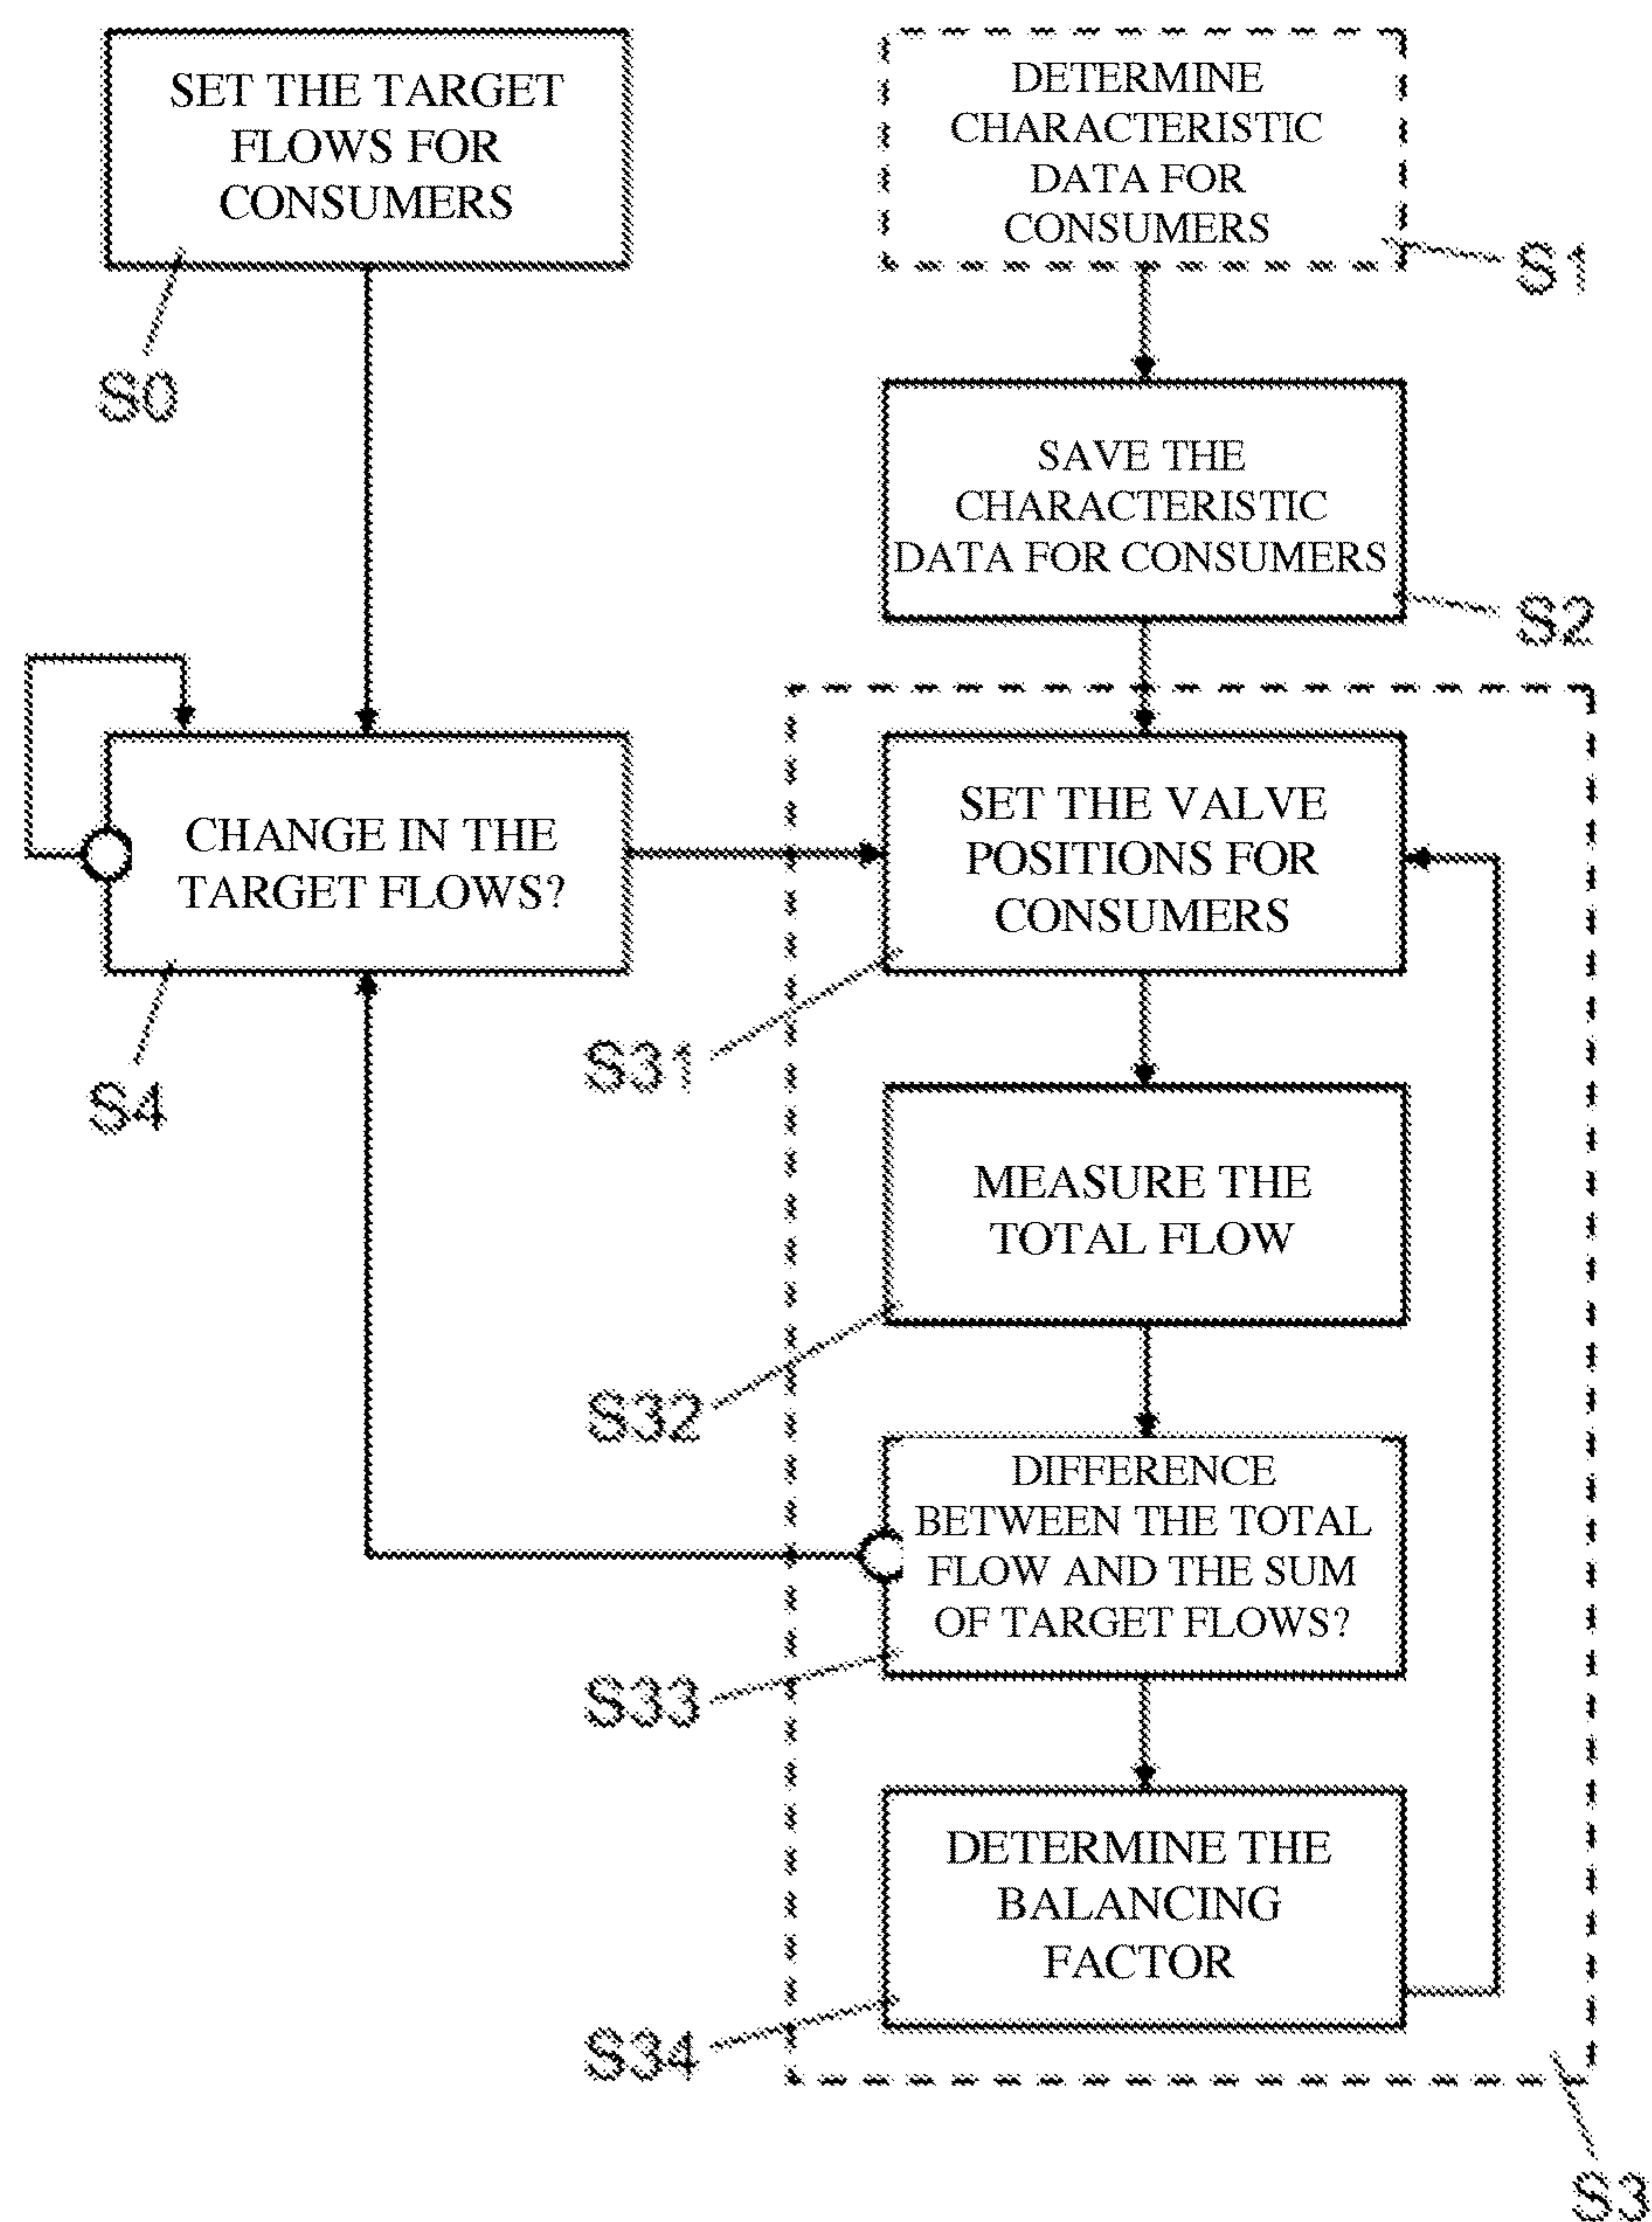 SET THE TARGET
FLOWS FOR
CONSUMERS
S0
DETERMINE
CHARACTERISTIC
DATA FOR
CONSUMERS
S1
SAVE THE
CHARACTERISTIC
DATA FOR CONSUMERS
S2
CHANGE IN THE
TARGET FLOWS?
S4
SET THE VALVE
POSITIONS FOR
CONSUMERS
S31
MEASURE THE
TOTAL FLOW
S32
DIFFERENCE
BETWEEN THE TOTAL
FLOW AND THE SUM
OF TARGET FLOWS?
S33
DETERMINE THE
BALANCING
FACTOR
S34
S3